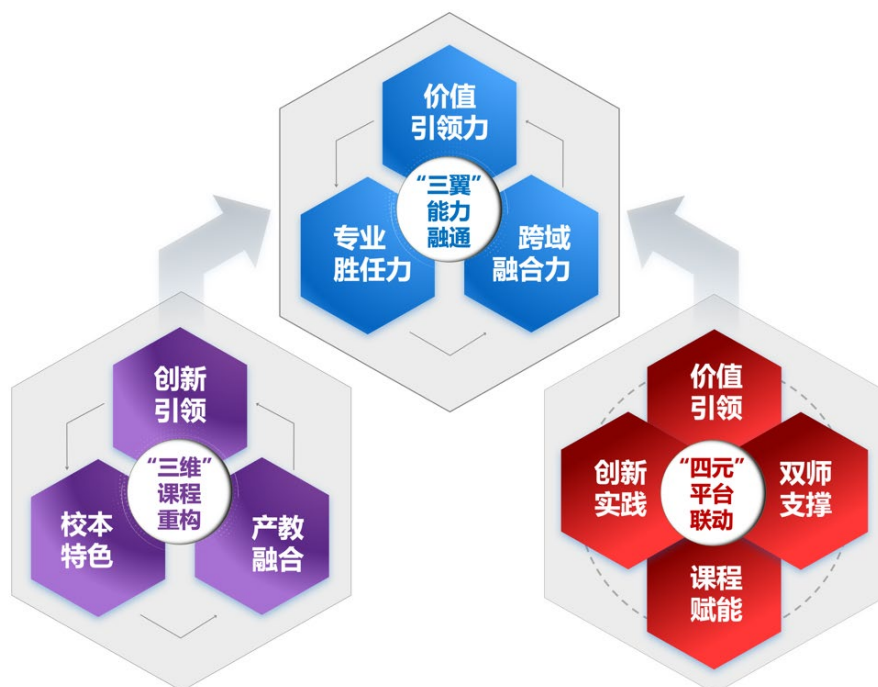 价值
引领力
“三翼”
能力
融通
专业
胜任力
跨域
融合力
创新
引领
“三维”
课程
重构
校本
特色
产教
融合
价值
引领
创新
实践
“四元”
平台
联动
双师
支撑
课程
赋能